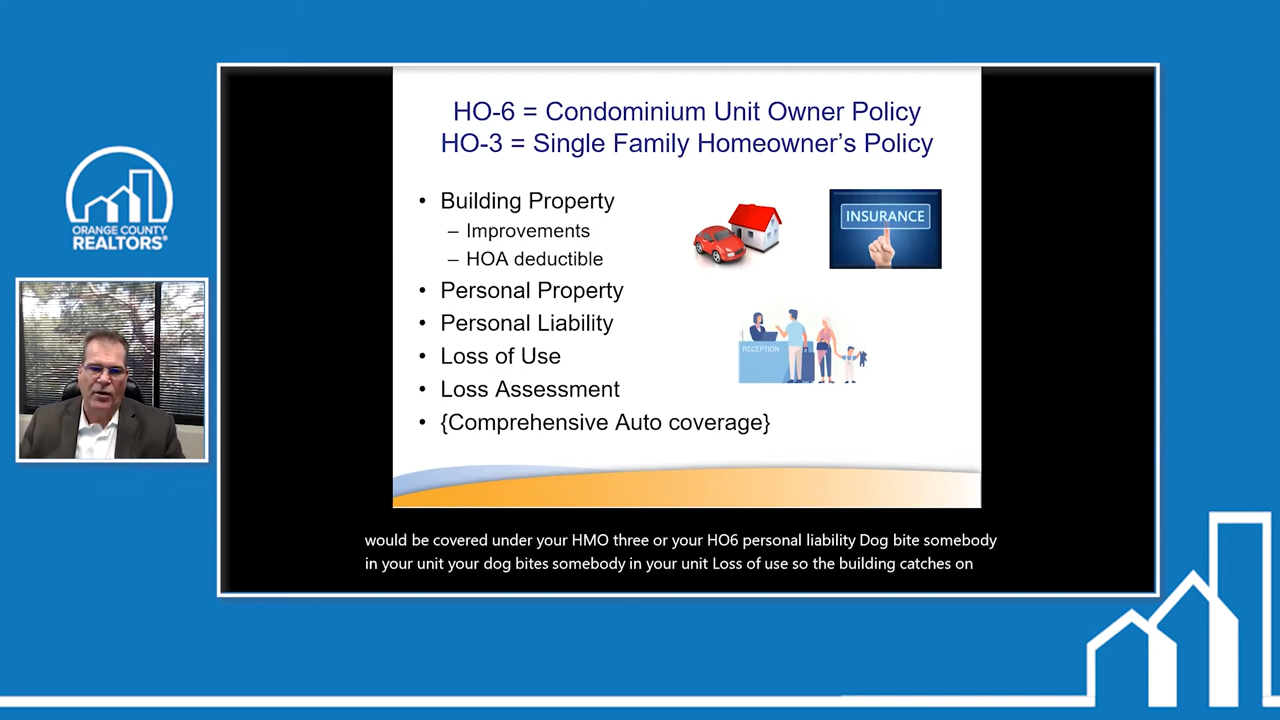 HO-6 = Condominium Unit Owner Policy
HO-3 = Single Family Homeowner's Policy
• Building Property
– Improvements
– HOA deductible
• Personal Property
• Personal Liability
• Loss of Use
• Loss Assessment
• {Comprehensive Auto coverage}
INSURANCE
RECEPTION
ORANGE COUNTY
REALTORS®
would be covered under your HMO three or your HO6 personal liability Dog bite somebody
in your unit your dog bites somebody in your unit Loss of use so the building catches on